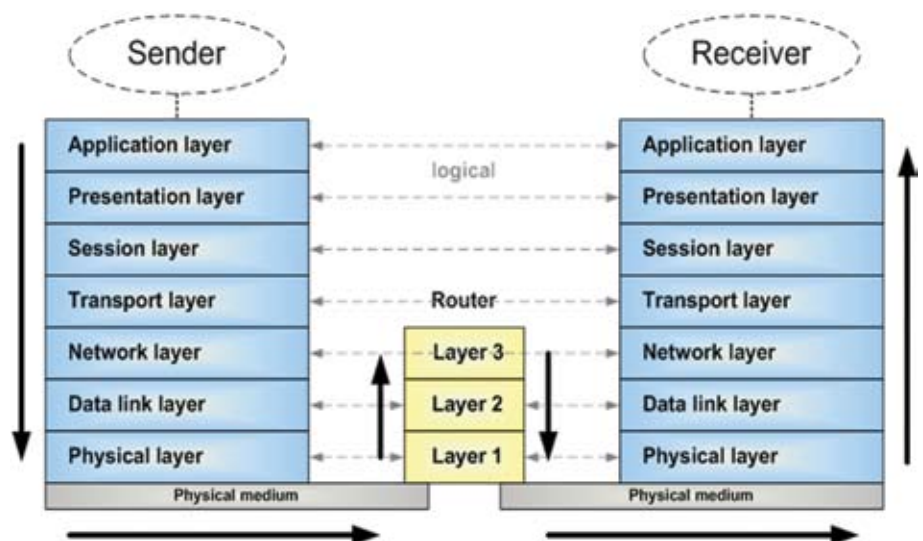 Sender
Receiver
Application layer
Application layer
logical
Presentation layer
Presentation layer
Session layer
Session layer
Transport layer
Router
Transport layer
Network layer
Layer 3
Network layer
Data link layer
Layer 2
Data link layer
Physical layer
Layer 1
Physical layer
Physical medium
Physical medium